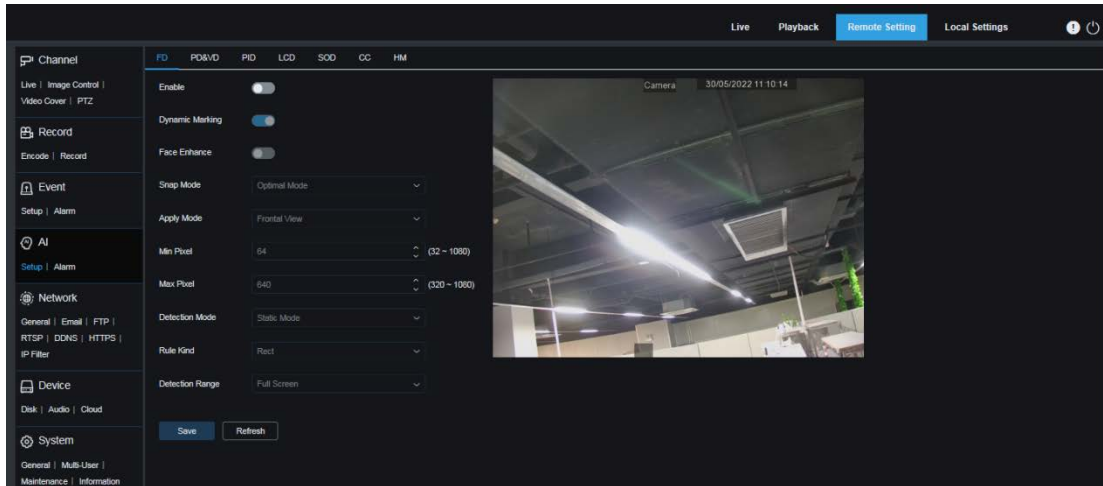 Live Playback Remote Setting Local Settings
Channel
Live | Image Control |
Video Cover | PTZ
Record
Encode | Record
Event
Setup | Alarm
AI
Setup | Alarm
Network
General | Email | FTP |
RTSP | DDNS | HTTPS |
IP Filter
Device
Disk | Audio | Cloud
System
General | Multi-User |
Maintenance | Information
FD PD&VD PID LCD SOD CC HM
Enable
Dynamic Marking
Face Enhance
Snap Mode Optimal Mode
Apply Mode Frontal View
Min Pixel 64 (32 ~ 1080)
Max Pixel 640 (320 ~ 1080)
Detection Mode Static Mode
Rule Kind Rect
Detection Range Full Screen
Save Refresh
Camera 30/05/2022 11:10:14